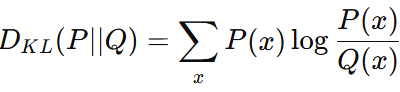 D_{KL}(P||Q) = \sum_{x} P(x) \log \frac{P(x)}{Q(x)}